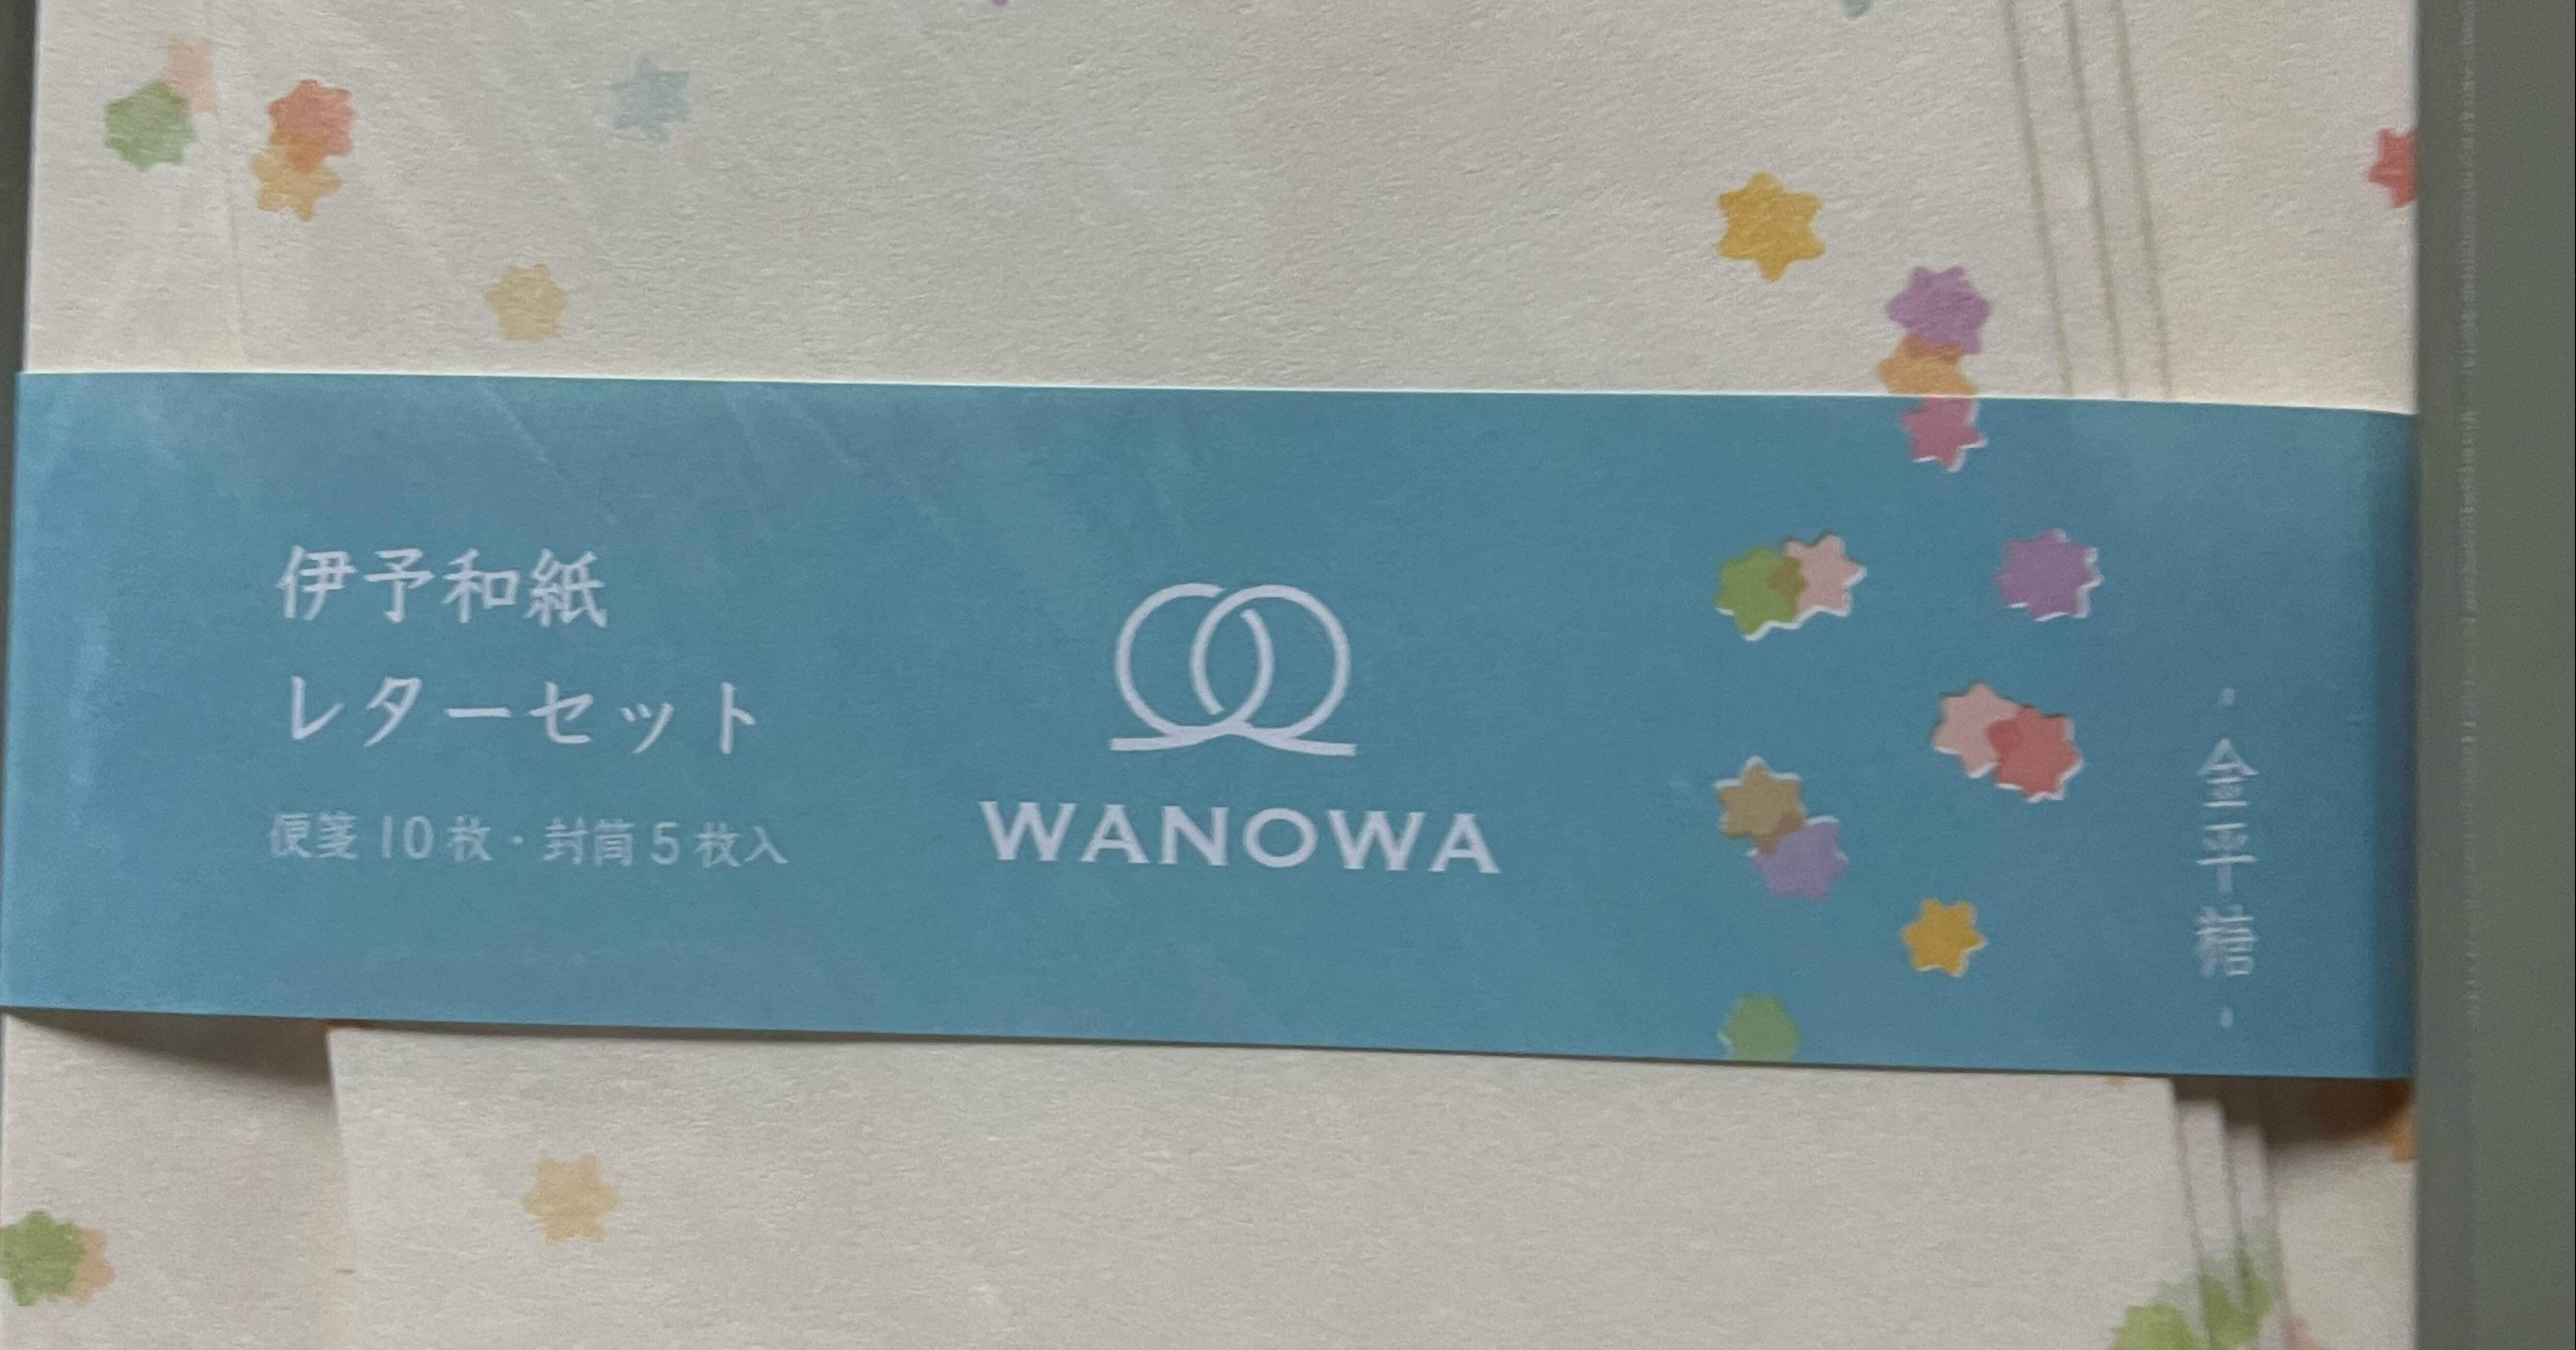 伊予和紙
レターセット
便箋10枚・封筒5枚入
WANOWA
・金平糖・